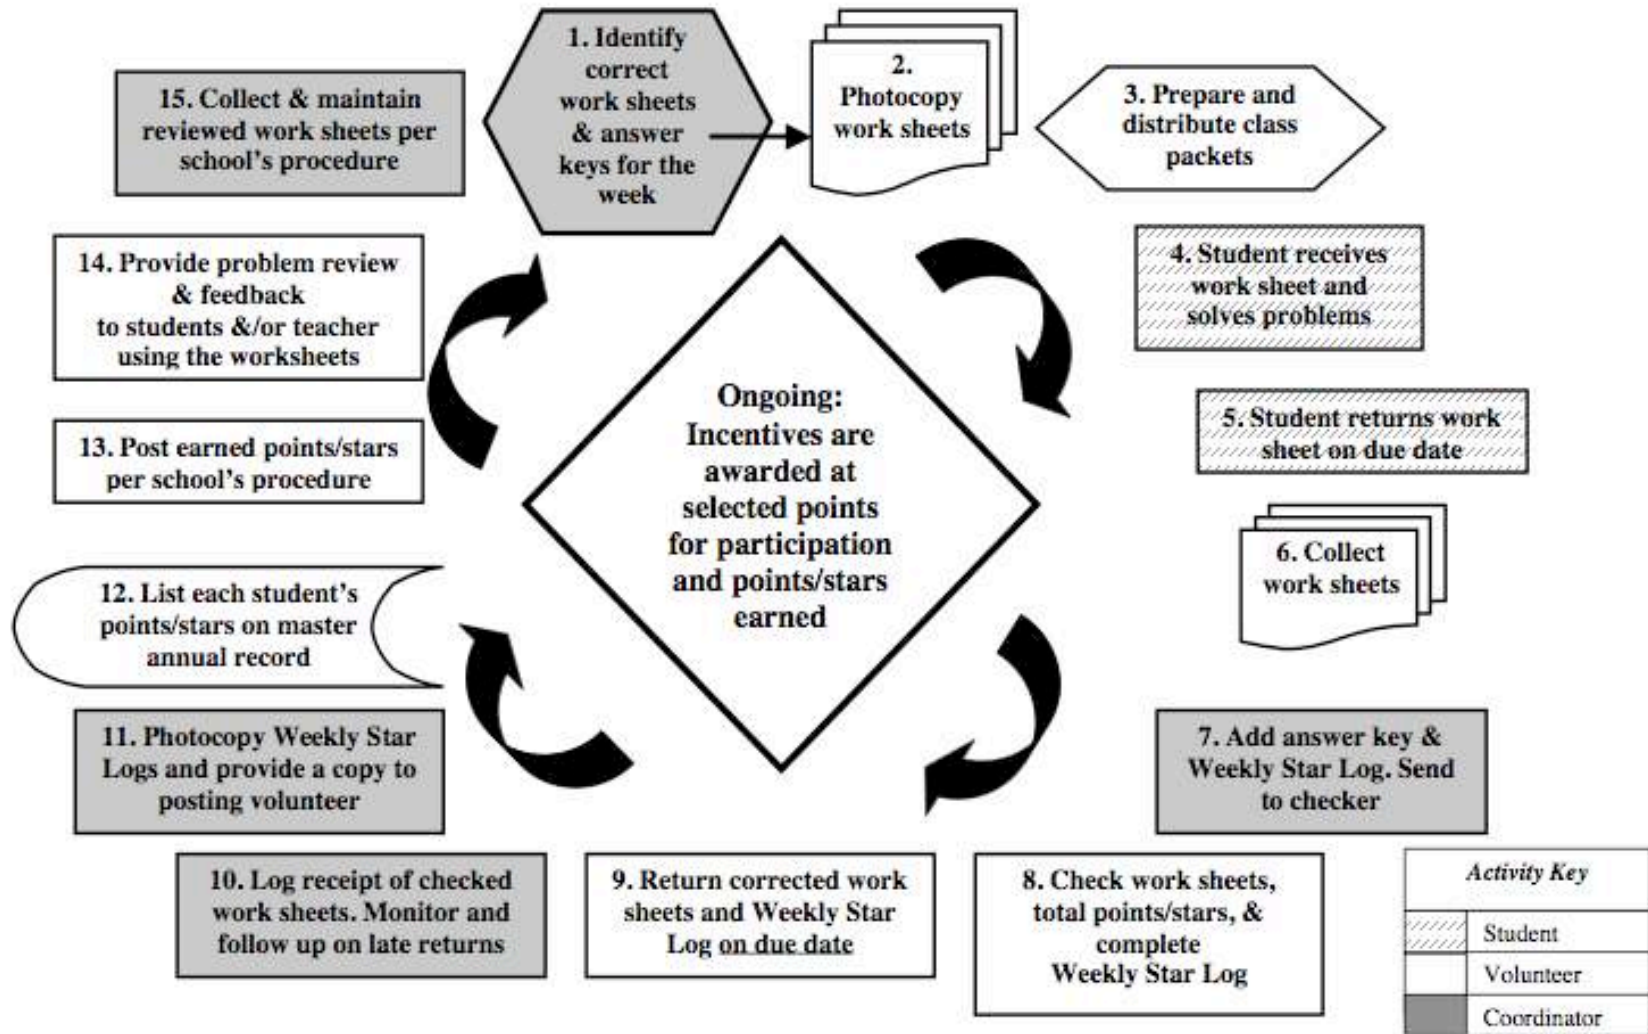 1. Identify
correct
work sheets
& answer
keys for the
week
2.
Photocopy
work sheets
3. Prepare and
distribute class
packets
4. Student receives
work sheet and
solves problems
5. Student returns work
sheet on due date
6. Collect
work sheets
7. Add answer key &
Weekly Star Log. Send
to checker
8. Check work sheets,
total points/stars, &
complete
Weekly Star Log
9. Return corrected work
sheets and Weekly Star
Log on due date
10. Log receipt of checked
work sheets. Monitor and
follow up on late returns
11. Photocopy Weekly Star
Logs and provide a copy to
posting volunteer
12. List each student's
points/stars on master
annual record
13. Post earned points/stars
per school's procedure
14. Provide problem review
& feedback
to students &/or teacher
using the worksheets
15. Collect & maintain
reviewed work sheets per
school's procedure
Ongoing:
Incentives are
awarded at
selected points
for participation
and points/stars
earned
Activity Key
Student
Volunteer
Coordinator